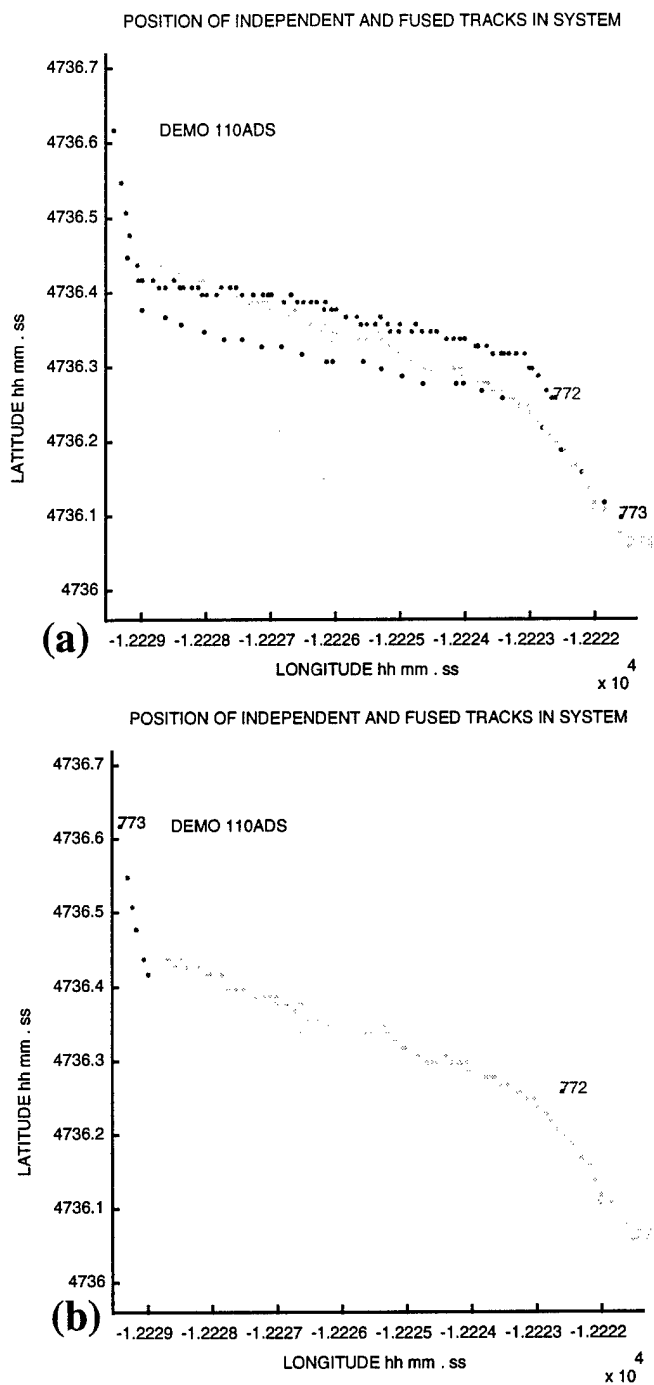 POSITION OF INDEPENDENT AND FUSED TRACKS IN SYSTEM
4736.7
DEMO 110ADS
4736.6
4736.5
4736.4
4736.3
772
4736.2
4736.1
773
4736
LATITUDE hh mm . ss
(a)
-1.2229 -1.2228 -1.2227 -1.2226 -1.2225 -1.2224 -1.2223 -1.2222
LONGITUDE hh mm . ss
x 10 4
POSITION OF INDEPENDENT AND FUSED TRACKS IN SYSTEM
4736.7
773 DEMO 110ADS
4736.6
4736.5
4736.4
4736.3
772
4736.2
4736.1
4736
LATITUDE hh mm . ss
(b)
-1.2229 -1.2228 -1.2227 -1.2226 -1.2225 -1.2224 -1.2223 -1.2222
LONGITUDE hh mm . ss
x 10 4